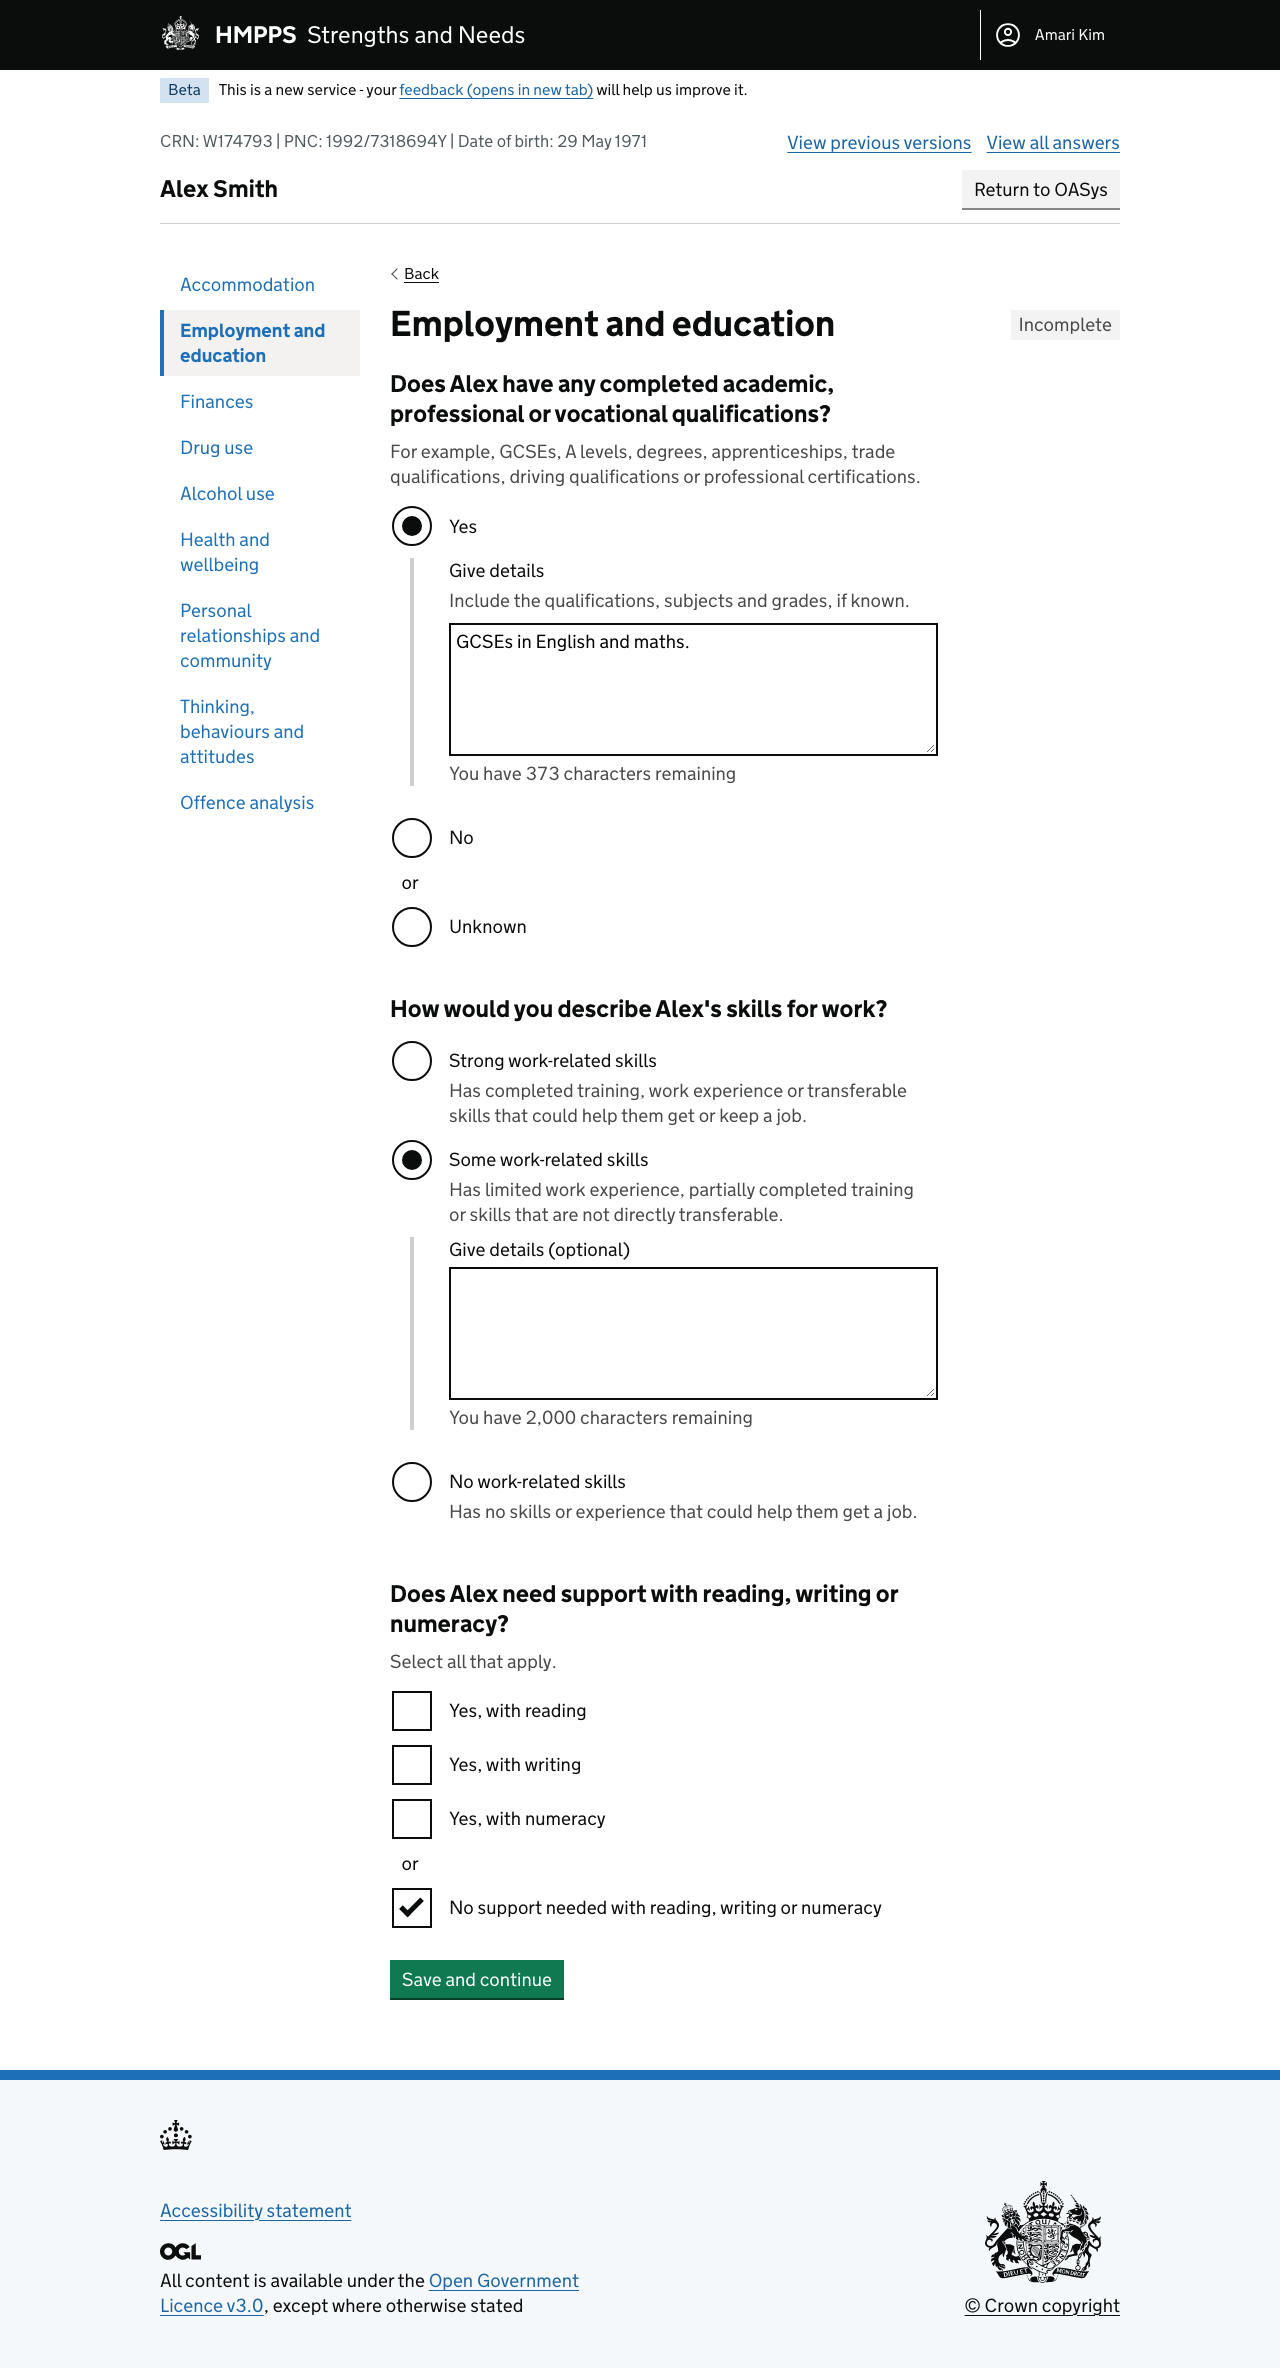 HMPPS Strengths and Needs
Amari Kim
Beta This is a new service - your feedback (opens in new tab) will help us improve it.
CRN: W174793 | PNC: 1992/7318694Y | Date of birth: 29 May 1971
View previous versions View all answers
Alex Smith
Return to OASys
Accommodation
Employment and
education
Finances
Drug use
Alcohol use
Health and
wellbeing
Personal
relationships and
community
Thinking,
behaviours and
attitudes
Offence analysis
Back
Employment and education
Incomplete
Does Alex have any completed academic,
professional or vocational qualifications?
For example, GCSEs, A levels, degrees, apprenticeships, trade
qualifications, driving qualifications or professional certifications.
Yes
Give details
Include the qualifications, subjects and grades, if known.
GCSEs in English and maths.
You have 373 characters remaining
No
or
Unknown
How would you describe Alex's skills for work?
Strong work-related skills
Has completed training, work experience or transferable
skills that could help them get or keep a job.
Some work-related skills
Has limited work experience, partially completed training
or skills that are not directly transferable.
Give details (optional)
You have 2,000 characters remaining
No work-related skills
Has no skills or experience that could help them get a job.
Does Alex need support with reading, writing or
numeracy?
Select all that apply.
Yes, with reading
Yes, with writing
Yes, with numeracy
or
No support needed with reading, writing or numeracy
Save and continue
Accessibility statement
OGL
All content is available under the Open Government
Licence v3.0, except where otherwise stated
© Crown copyright